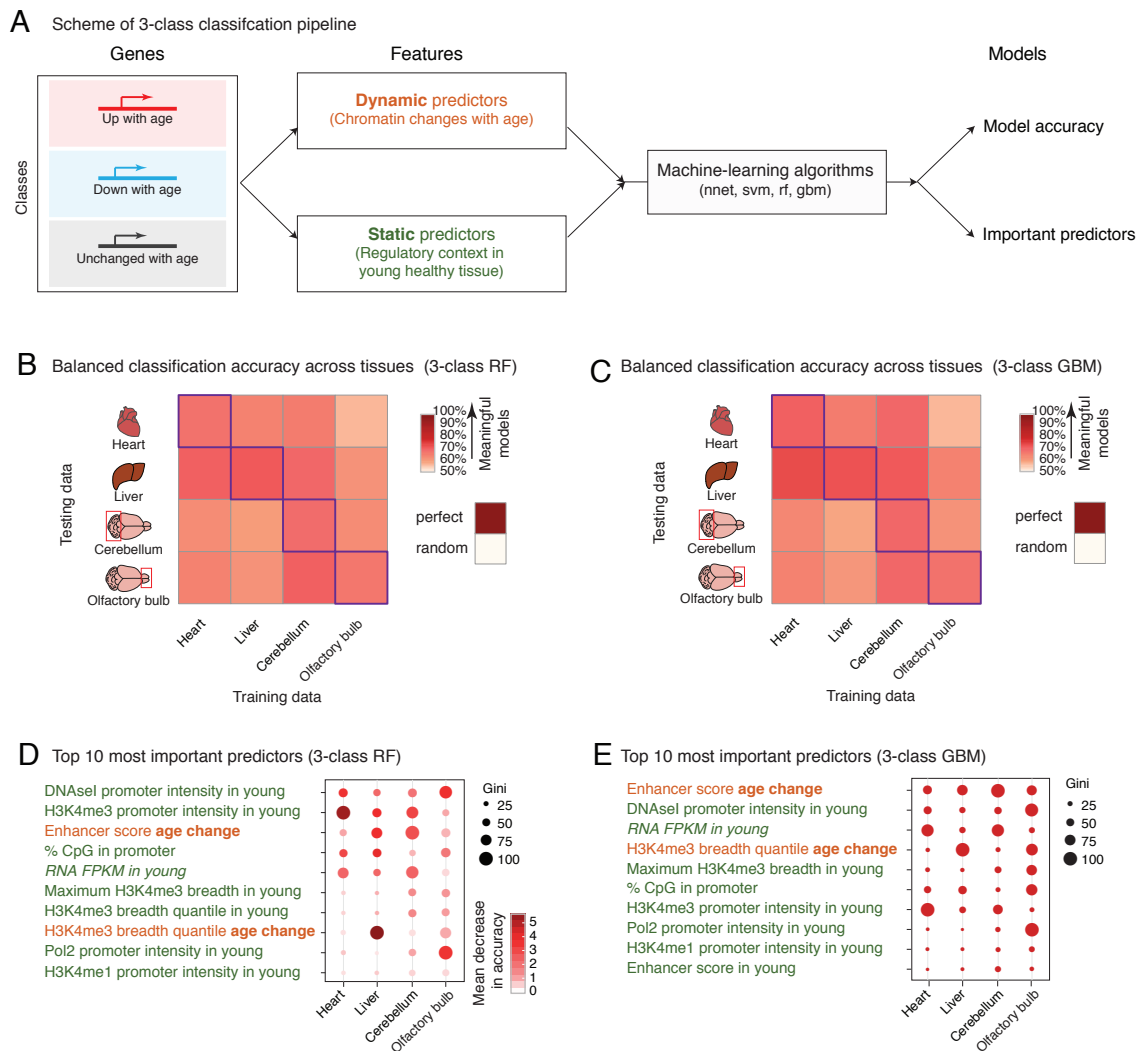 A Scheme of 3-class classifcation pipeline
Genes
Features
Models
Classes
Up with age
Down with age
Unchanged with age
Dynamic predictors
(Chromatin changes with age)
Static predictors
(Regulatory context in
young healthy tissue)
Machine-learning algorithms
(nnet, svm, rf, gbm)
Model accuracy
Important predictors
B Balanced classification accuracy across tissues (3-class RF)
Testing data
Heart
Liver
Cerebellum
Olfactory bulb
Heart
Liver
Cerebellum
Olfactory bulb
Training data
100%
90%
80%
70%
60%
50%
Meaningful
models
perfect
random
C Balanced classification accuracy across tissues (3-class GBM)
Testing data
Heart
Liver
Cerebellum
Olfactory bulb
Heart
Liver
Cerebellum
Olfactory bulb
Training data
100%
90%
80%
70%
60%
50%
Meaningful
models
perfect
random
D Top 10 most important predictors (3-class RF)
DNAseI promoter intensity in young
H3K4me3 promoter intensity in young
Enhancer score age change
% CpG in promoter
RNA FPKM in young
Maximum H3K4me3 breadth in young
H3K4me3 breadth quantile in young
H3K4me3 breadth quantile age change
Pol2 promoter intensity in young
H3K4me1 promoter intensity in young
Heart
Liver
Cerebellum
Olfactory bulb
Gini
25
50
75
100
Mean decrease
in accuracy
5
4
3
2
1
0
E Top 10 most important predictors (3-class GBM)
Enhancer score age change
DNAseI promoter intensity in young
RNA FPKM in young
H3K4me3 breadth quantile age change
Maximum H3K4me3 breadth in young
% CpG in promoter
H3K4me3 promoter intensity in young
Pol2 promoter intensity in young
H3K4me1 promoter intensity in young
Enhancer score in young
Heart
Liver
Cerebellum
Olfactory bulb
Gini
25
50
75
100